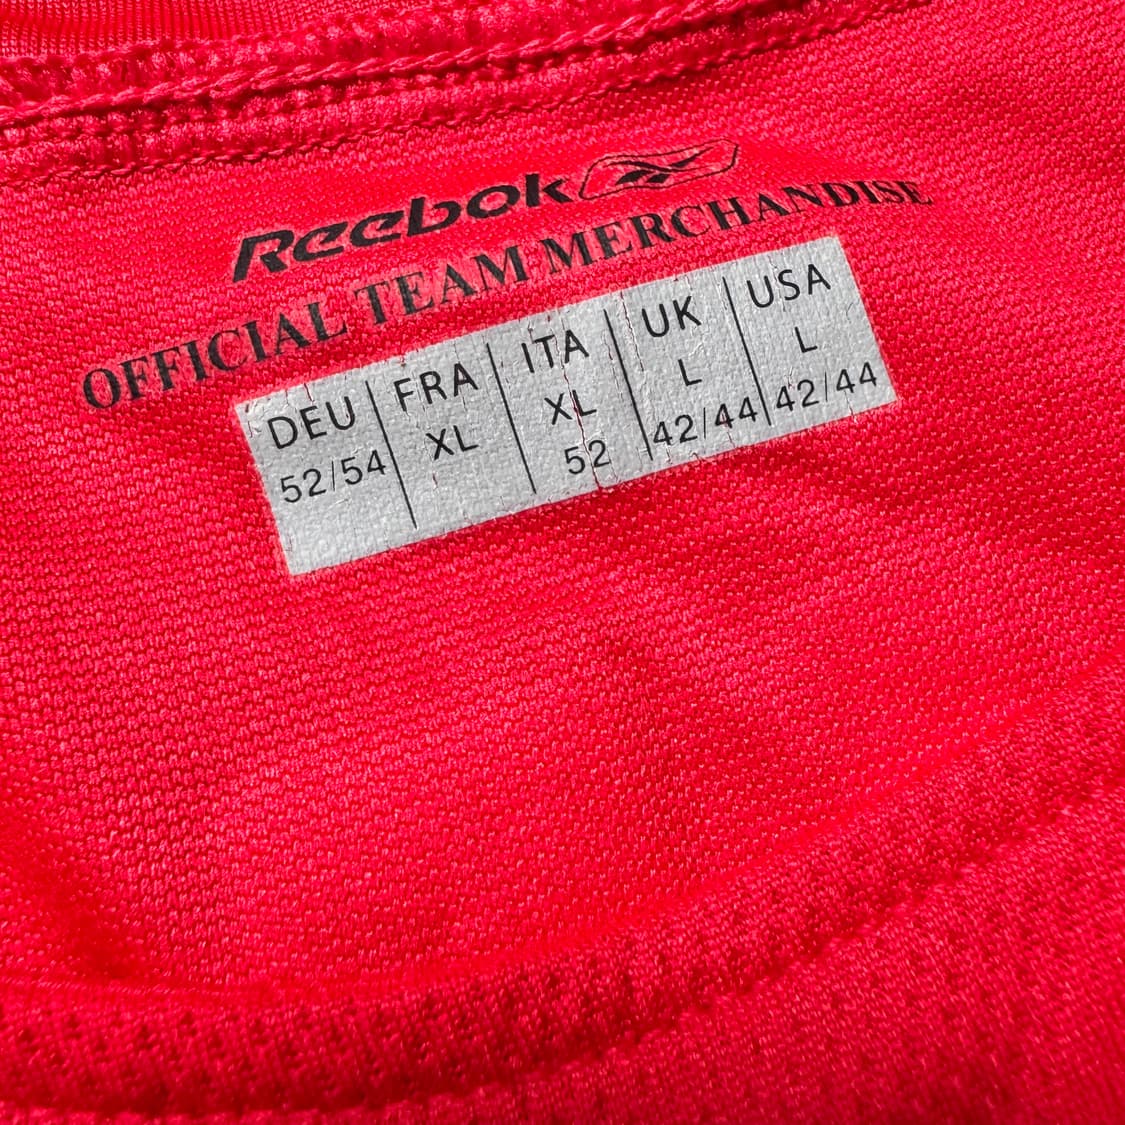 Reebok
OFFICIAL TEAM MERCHANDISE
DEU FRA ITA UK USA
52/54 XL XL L L
52 42/44 42/44